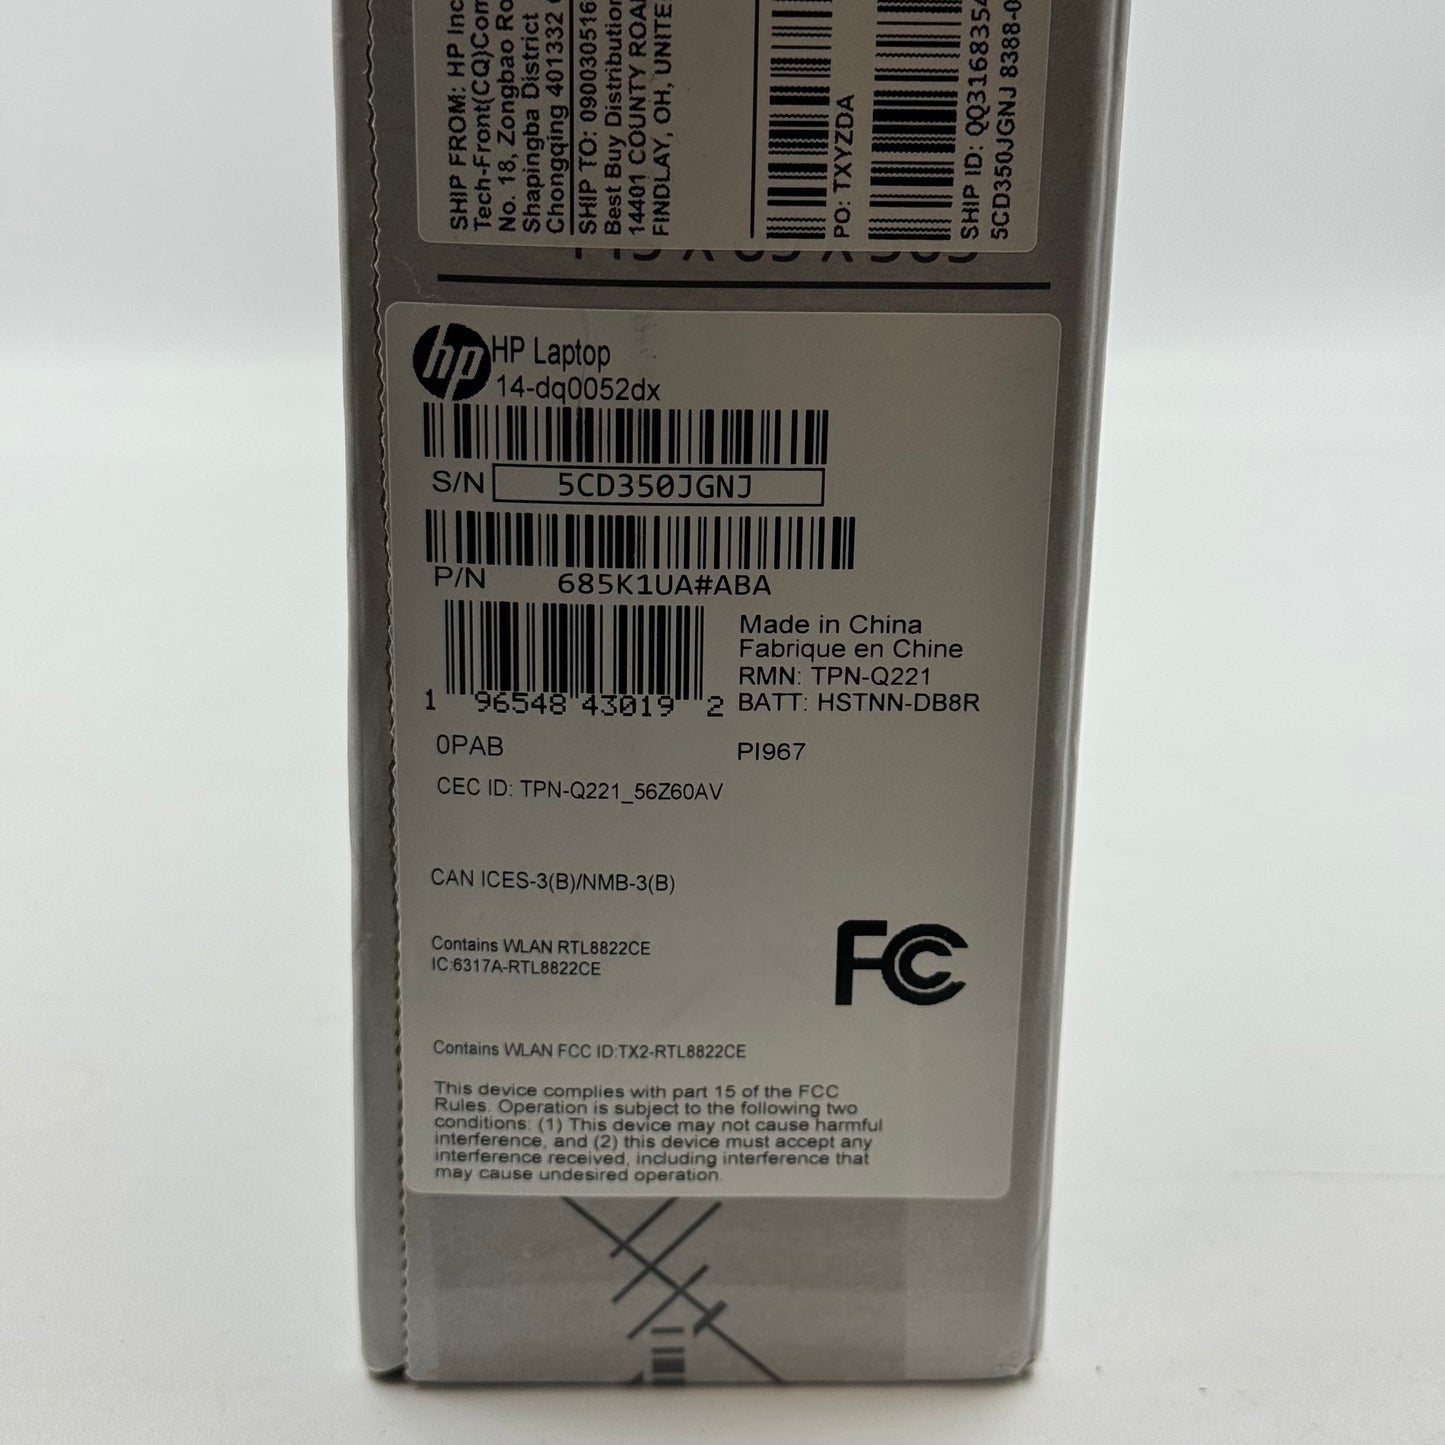 SHIP FROM: HP Inc
Tech-Front(CQ)Com
No. 18, Zongbao Ro
Shapingba District
Chongqing 401332
SHIP TO: 090030516
Best Buy Distribution
14401 COUNTY ROA
FINDLAY, OH, UNITE
PO: TXYZDA
SHIP ID: QQ3168354
5CD350JGNJ 8388-0
hp
HP Laptop
14-dq0052dx
S/N 5CD350JGNJ
P/N 685K1UA#ABA
1 96548 43019 2
Made in China
Fabrique en Chine
RMN: TPN-Q221
BATT: HSTNN-DB8R
0PAB
PI967
CEC ID: TPN-Q221_56Z60AV
CAN ICES-3(B)/NMB-3(B)
Contains WLAN RTL8822CE
IC:6317A-RTL8822CE
FC
Contains WLAN FCC ID:TX2-RTL8822CE
This device complies with part 15 of the FCC
Rules. Operation is subject to the following two
conditions: (1) This device may not cause harmful
interference, and (2) this device must accept any
interference received, including interference that
may cause undesired operation.